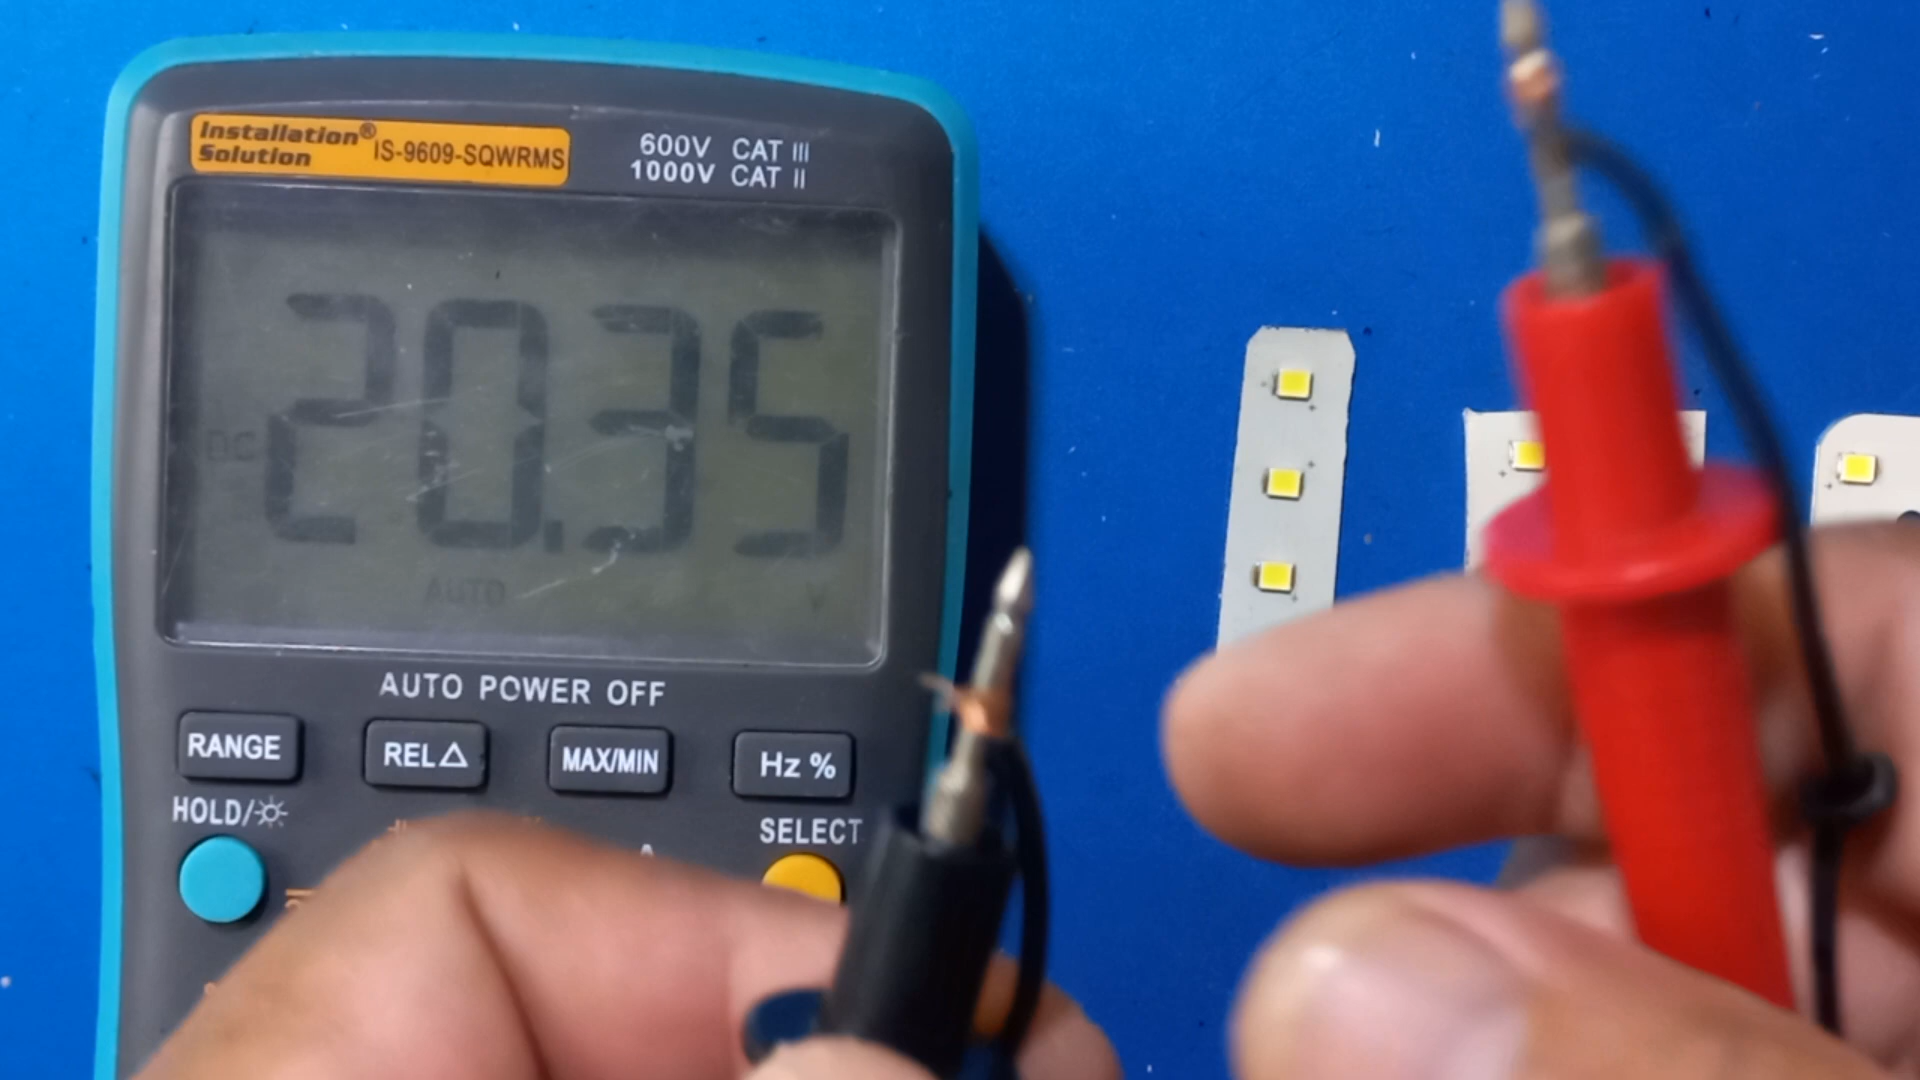 Installation®
Solution
IS-9609-SQWRMS
600V CAT III
1000V CAT II
20.35
DC
AUTO
V
AUTO POWER OFF
RANGE
REL△
MAX/MIN
Hz %
HOLD/☼
SELECT
A